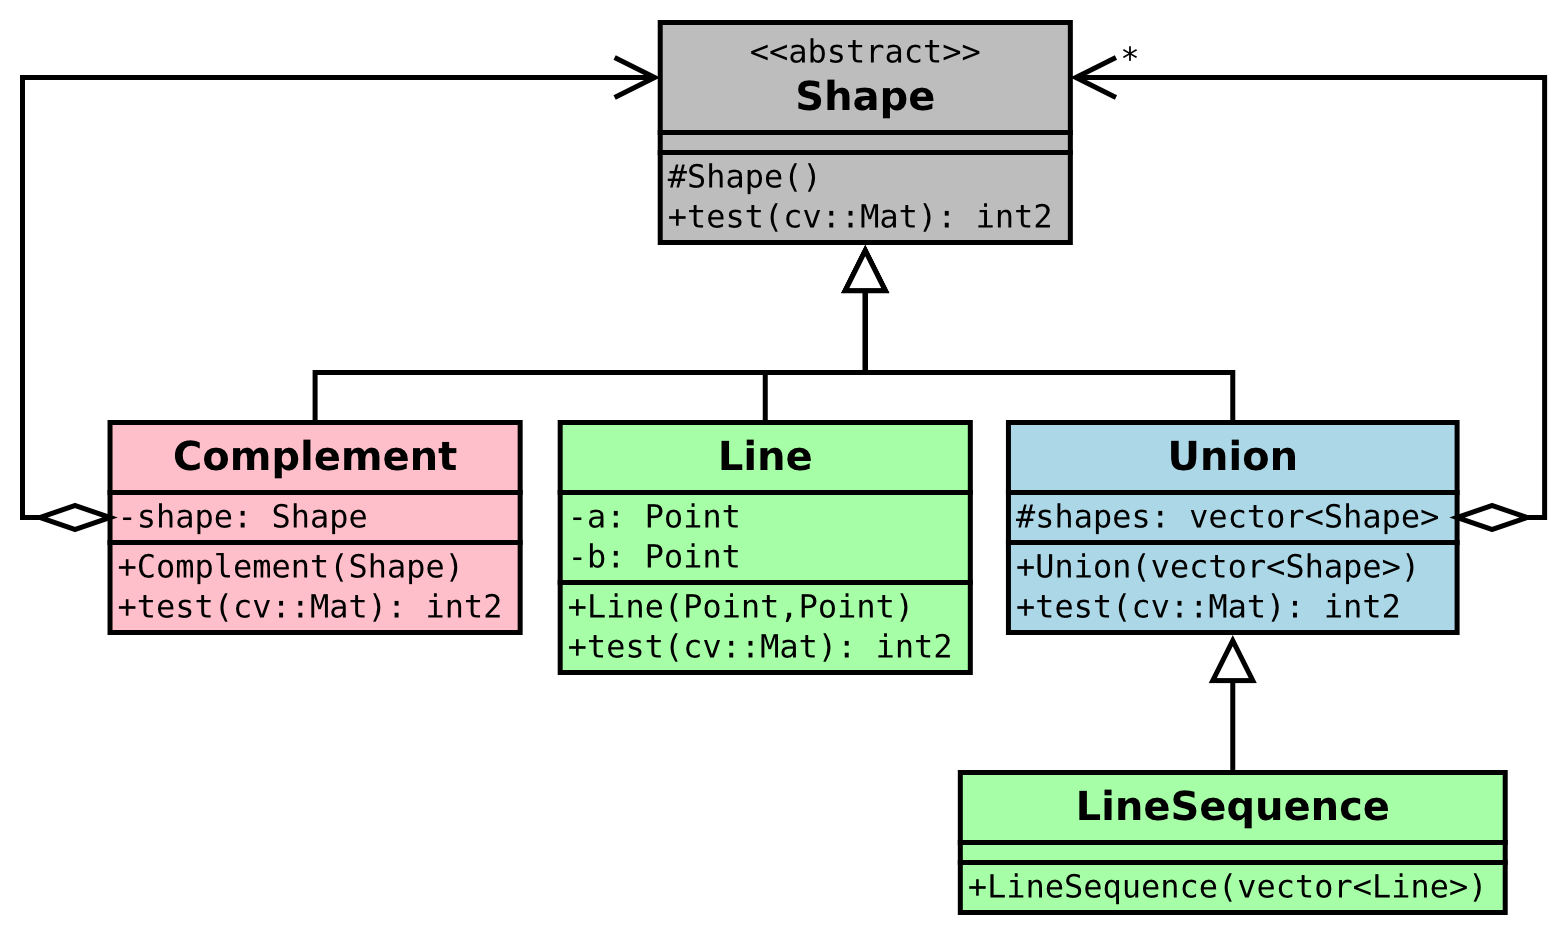 <<abstract>>
Shape
*
#Shape()
+test(cv::Mat): int2
Complement
-shape: Shape
+Complement(Shape)
+test(cv::Mat): int2
Line
-a: Point
-b: Point
+Line(Point,Point)
+test(cv::Mat): int2
Union
#shapes: vector<Shape>
+Union(vector<Shape>)
+test(cv::Mat): int2
LineSequence
+LineSequence(vector<Line>)